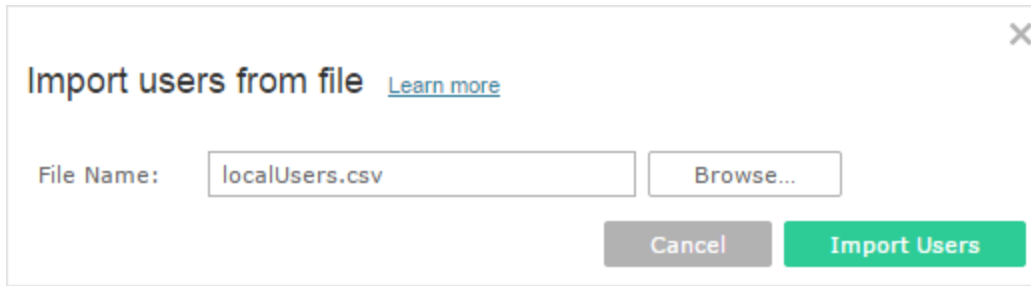 Import users from file Learn more
File Name: localUsers.csv Browse...
Cancel Import Users